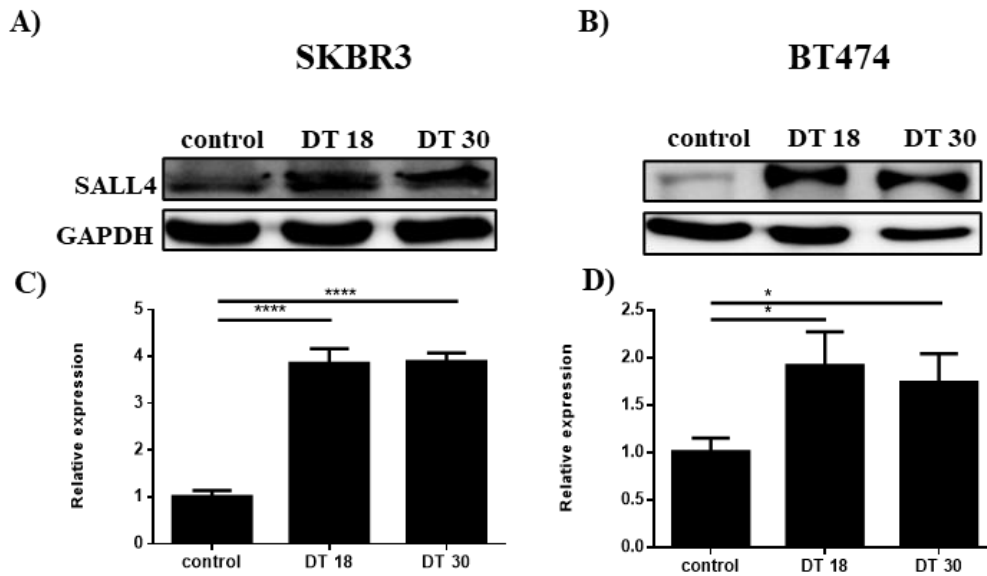 A)
B)
SKBR3
BT474
control DT 18 DT 30
control DT 18 DT 30
SALL4
GAPDH
C)
D)
Relative expression
5
4
3
2
1
0
****
****
control DT 18 DT 30
Relative expression
2.5
2.0
1.5
1.0
0.5
0.0
*
*
control DT 18 DT 30